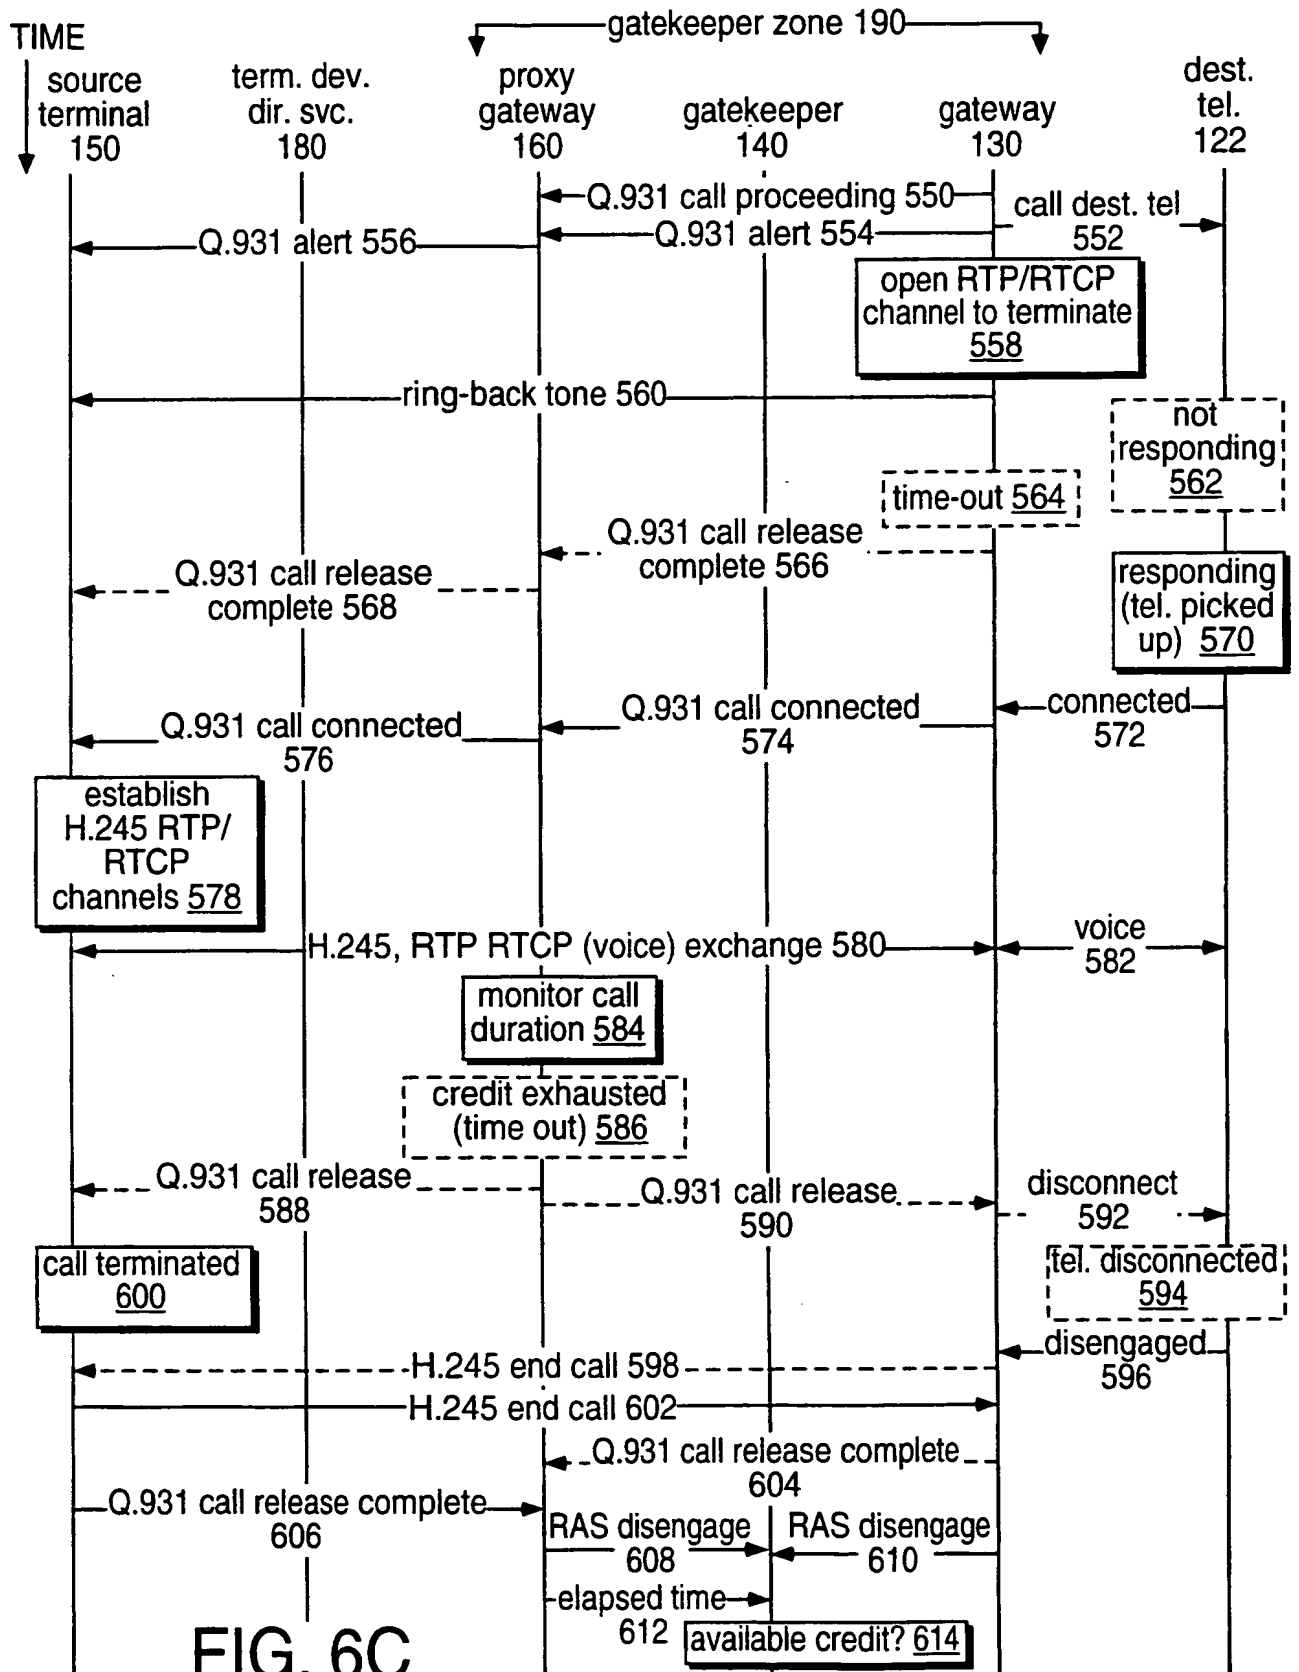 gatekeeper zone 190
TIME
source
terminal
150
term. dev.
dir. svc.
180
proxy
gateway
160
gatekeeper
140
gateway
130
dest.
tel.
122
Q.931 call proceeding 550
call dest. tel
552
Q.931 alert 554
Q.931 alert 556
open RTP/RTCP
channel to terminate
558
ring-back tone 560
not
responding
562
time-out 564
Q.931 call release
complete 566
Q.931 call release
complete 568
responding
(tel. picked
up) 570
connected
572
Q.931 call connected
574
Q.931 call connected
576
establish
H.245 RTP/
RTCP
channels 578
H.245, RTP RTCP (voice) exchange 580
voice
582
monitor call
duration 584
credit exhausted
(time out) 586
Q.931 call release
588
Q.931 call release
590
disconnect
592
call terminated
600
tel. disconnected
594
disengaged
596
H.245 end call 598
H.245 end call 602
Q.931 call release complete
604
Q.931 call release complete
606
RAS disengage
608
RAS disengage
610
elapsed time
612
available credit? 614
FIG. 6C